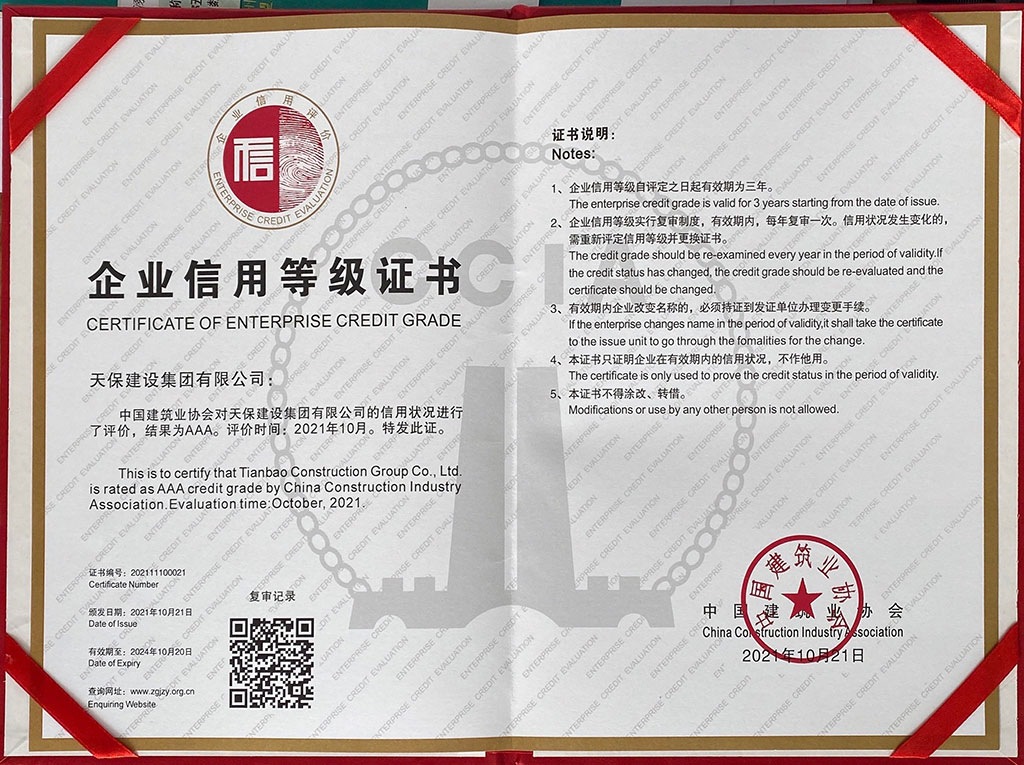 企业信用评价
信
ENTERPRISE CREDIT EVALUATION
企业信用等级证书
CERTIFICATE OF ENTERPRISE CREDIT GRADE
天保建设集团有限公司：
中国建筑业协会对天保建设集团有限公司的信用状况进行
了评价，结果为AAA。评价时间：2021年10月。特发此证。
This is to certify that Tianbao Construction Group Co., Ltd.
is rated as AAA credit grade by China Construction Industry
Association.Evaluation time:October, 2021.
证书编号：202111100021
Certificate Number
颁发日期：2021年10月21日
Date of Issue
有效期至：2024年10月20日
Date of Expiry
查询网址：www.zgjzy.org.cn
Enquiring Website
复审记录
证书说明：
Notes:
1、企业信用等级自评定之日起有效期为三年。
The enterprise credit grade is valid for 3 years starting from the date of issue.
2、企业信用等级实行复审制度，有效期内，每年复审一次。信用状况发生变化的，
需重新评定信用等级并更换证书。
The credit grade should be re-examined every year in the period of validity.If
the credit status has changed, the credit grade should be re-evaluated and the
certificate should be changed.
3、有效期内企业改变名称的，必须持证到发证单位办理变更手续。
If the enterprise changes name in the period of validity,it shall take the certificate
to the issue unit to go through the fomalities for the change.
4、本证书只证明企业在有效期内的信用状况，不作他用。
The certificate is only used to prove the credit status in the period of validity.
5、本证书不得涂改、转借。
Modifications or use by any other person is not allowed.
中国建筑业协会
中国建筑业协会
China Construction Industry Association
2021年10月21日